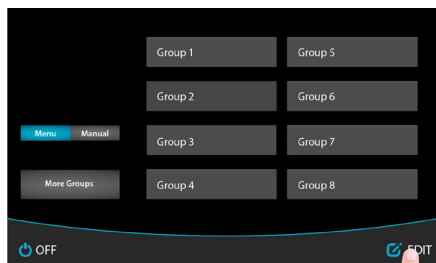 Group 1 Group 5
Group 2 Group 6
Menu Manual
Group 3 Group 7
More Groups
Group 4 Group 8
OFF EDIT